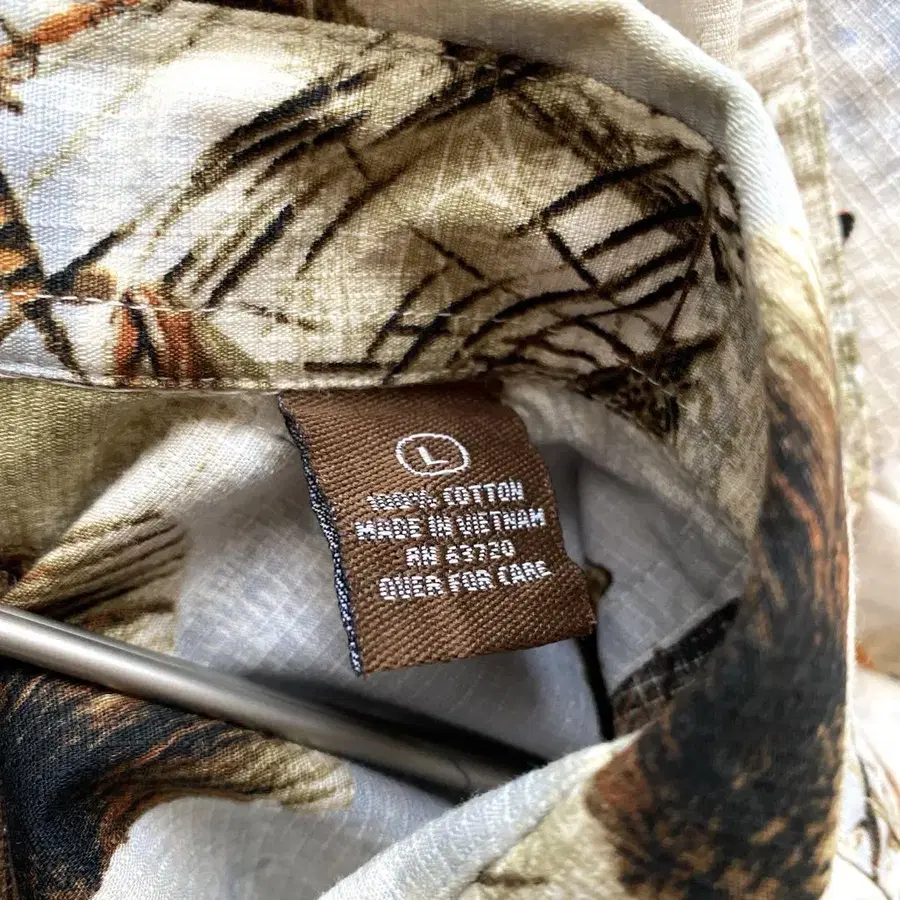 L
100% COTTON
MADE IN VIETNAM
RN 63720
OVER FOR CARE